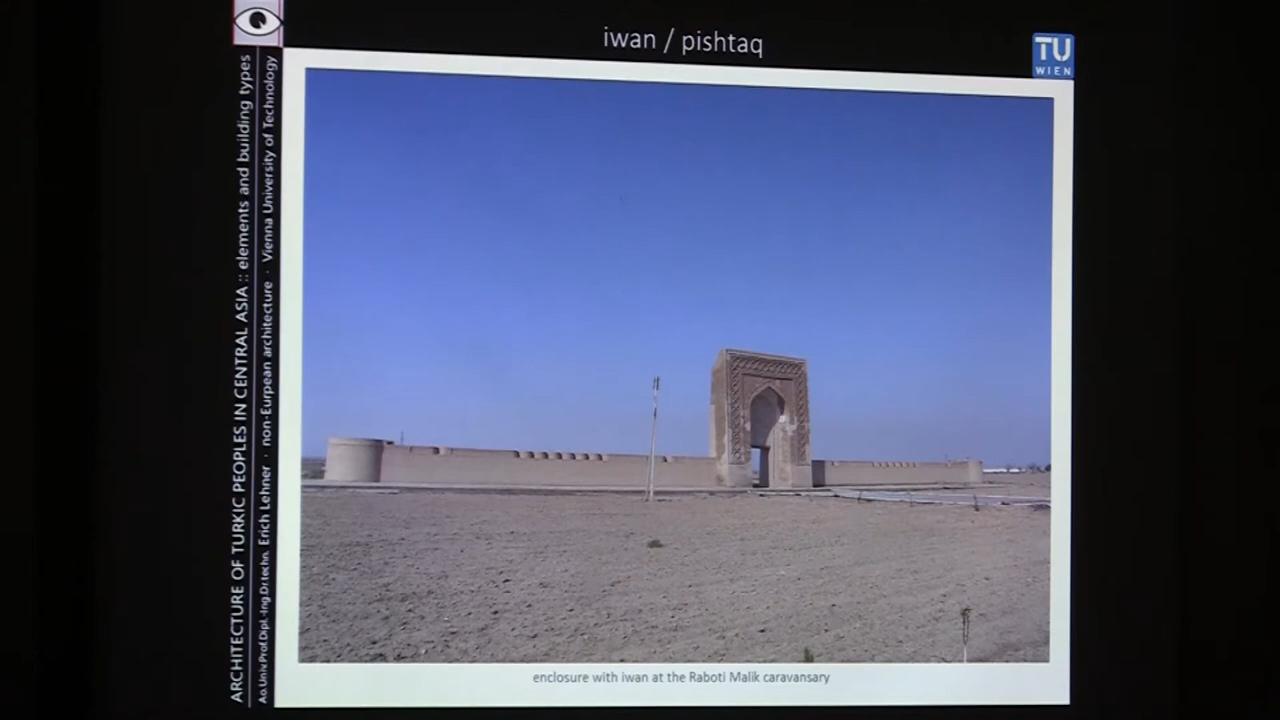 iwan / pishtaq
TU
WIEN
ARCHITECTURE OF TURKIC PEOPLES IN CENTRAL ASIA :: elements and building types
Ao.Univ.Prof.Dipl.-Ing Dr.techn. Erich Lehner · non-Eurpean architecture · Vienna University of Technology
enclosure with iwan at the Raboti Malik caravansary